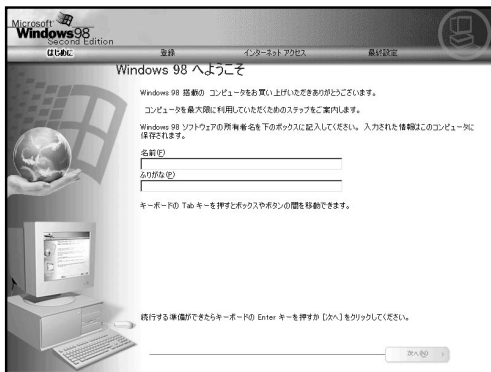 Microsoft
Windows98
Second Edition
はじめに 登録 インターネット アクセス 最終設定
Windows 98 へようこそ
Windows 98 搭載の コンピュータをお買い上げいただきありがとうございます。
コンピュータを最大限に利用していただくためのステップをご案内します。
Windows 98 ソフトウェアの所有者名を下のボックスに記入してください。 入力された情報はこのコンピュータに
保存されます。
名前(F)
ふりがな(P)
キーボードの Tab キーを押すとボックスやボタンの間を移動できます。
続行する準備ができたらキーボードの Enter キーを押すか [次へ] をクリックしてください。
次へ(N)